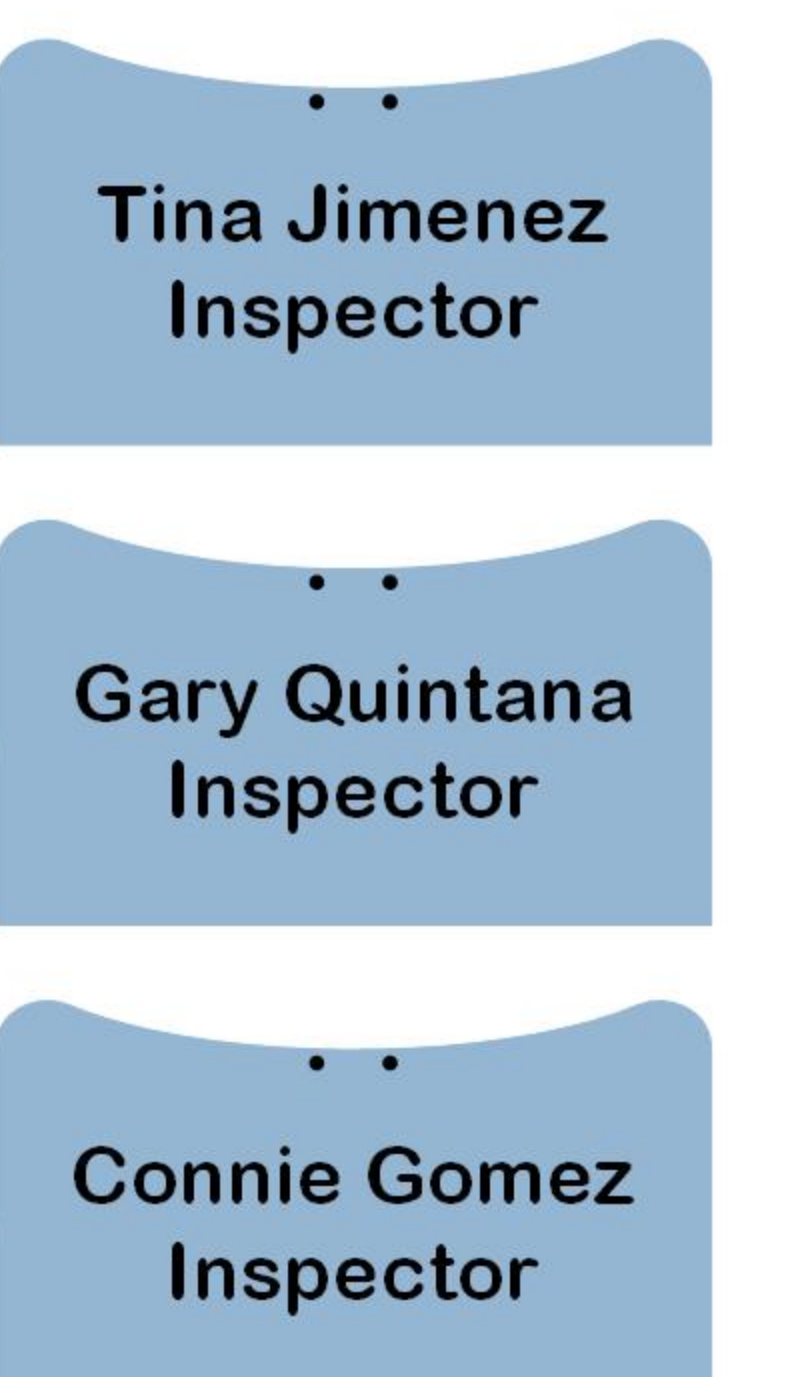 Tina Jimenez
Inspector
Gary Quintana
Inspector
Connie Gomez
Inspector